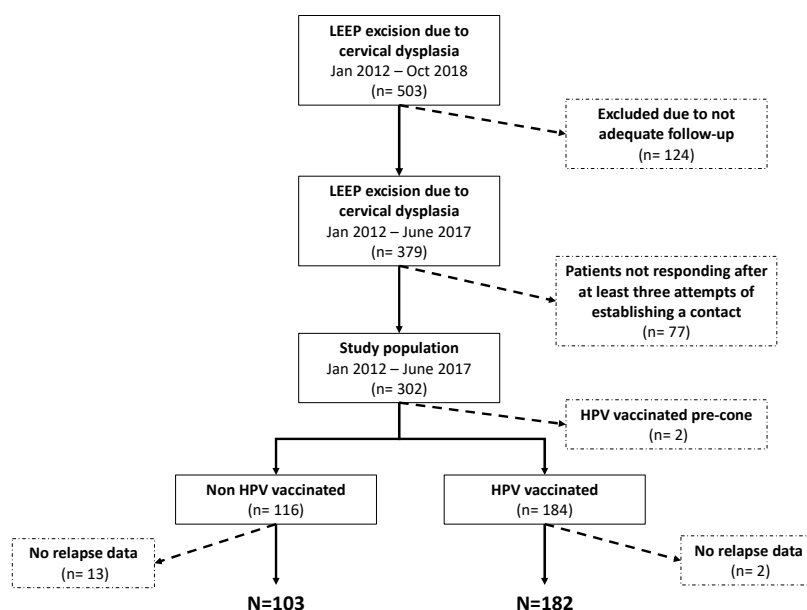 LEEP excision due to
cervical dysplasia
Jan 2012 – Oct 2018
(n= 503)
Excluded due to not
adequate follow-up
(n= 124)
LEEP excision due to
cervical dysplasia
Jan 2012 – June 2017
(n= 379)
Patients not responding after
at least three attempts of
establishing a contact
(n= 77)
Study population
Jan 2012 – June 2017
(n= 302)
HPV vaccinated pre-cone
(n= 2)
Non HPV vaccinated
(n= 116)
HPV vaccinated
(n= 184)
No relapse data
(n= 13)
No relapse data
(n= 2)
N=103
N=182